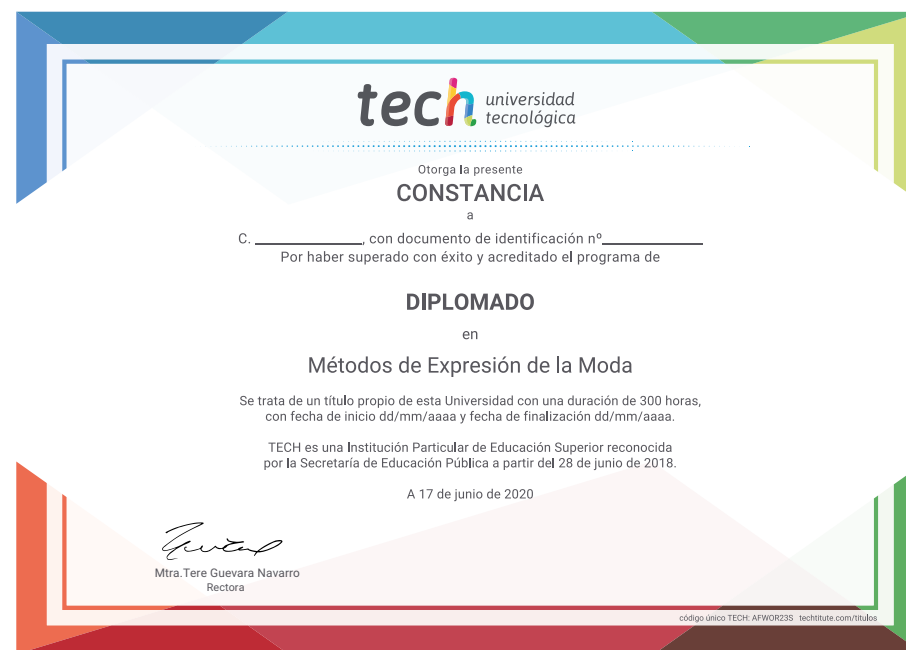 tech universidad
tecnológica
Otorga la presente
CONSTANCIA
a
C. ____________, con documento de identificación nº____________
Por haber superado con éxito y acreditado el programa de
DIPLOMADO
en
Métodos de Expresión de la Moda
Se trata de un título propio de esta Universidad con una duración de 300 horas,
con fecha de inicio dd/mm/aaaa y fecha de finalización dd/mm/aaaa.
TECH es una Institución Particular de Educación Superior reconocida
por la Secretaría de Educación Pública a partir del 28 de junio de 2018.
A 17 de junio de 2020
Mtra.Tere Guevara Navarro
Rectora
código único TECH: AFWOR23S techtitute.com/titulos